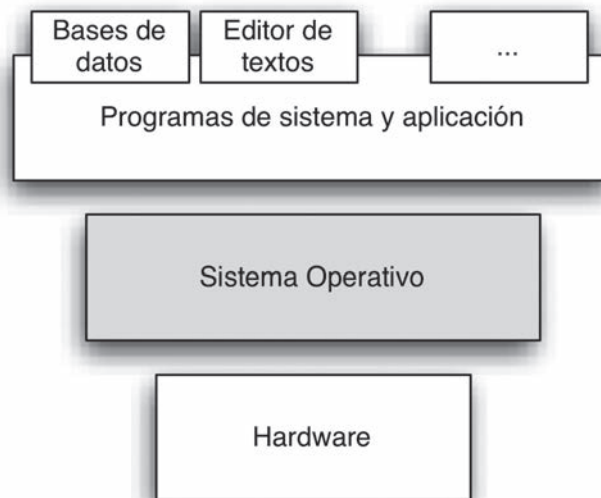 Bases de
datos
Editor de
textos
...
Programas de sistema y aplicación
Sistema Operativo
Hardware